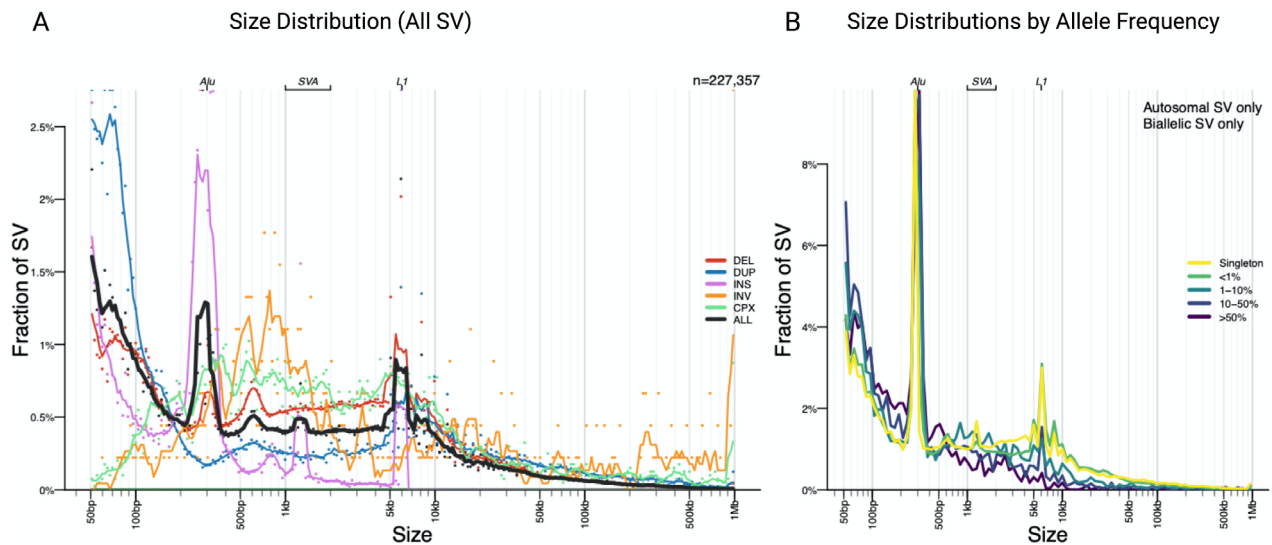 A
Size Distribution (All SV)
Alu
SVA
L1
n=227,357
Fraction of SV
2.5%
2%
1.5%
1%
0.5%
0%
DEL
DUP
INS
INV
CPX
ALL
50bp
100bp
500bp
1kb
5kb
10kb
50kb
100kb
500kb
1Mb
Size
B
Size Distributions by Allele Frequency
Alu
SVA
L1
Autosomal SV only
Biallelic SV only
Fraction of SV
8%
6%
4%
2%
0%
Singleton
<1%
1–10%
10–50%
>50%
50bp
100bp
500bp
1kb
5kb
10kb
50kb
100kb
500kb
1Mb
Size